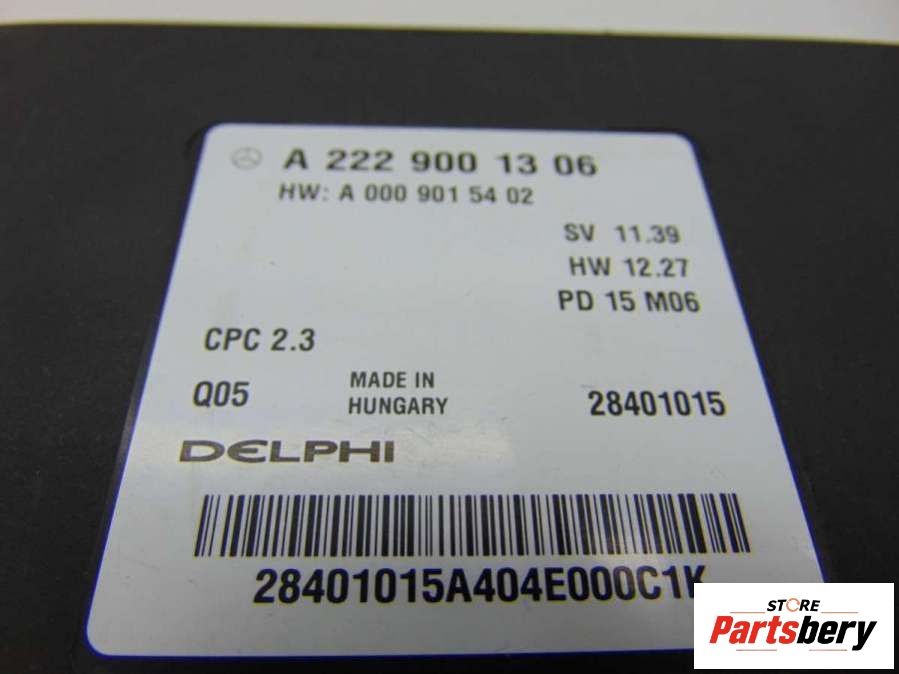 A 222 900 13 06
HW: A 000 901 54 02
SV 11.39
HW 12.27
PD 15 M06
CPC 2.3
Q05
MADE IN
HUNGARY
28401015
DELPHI
28401015A404E000C1K
STORE
Partsbery